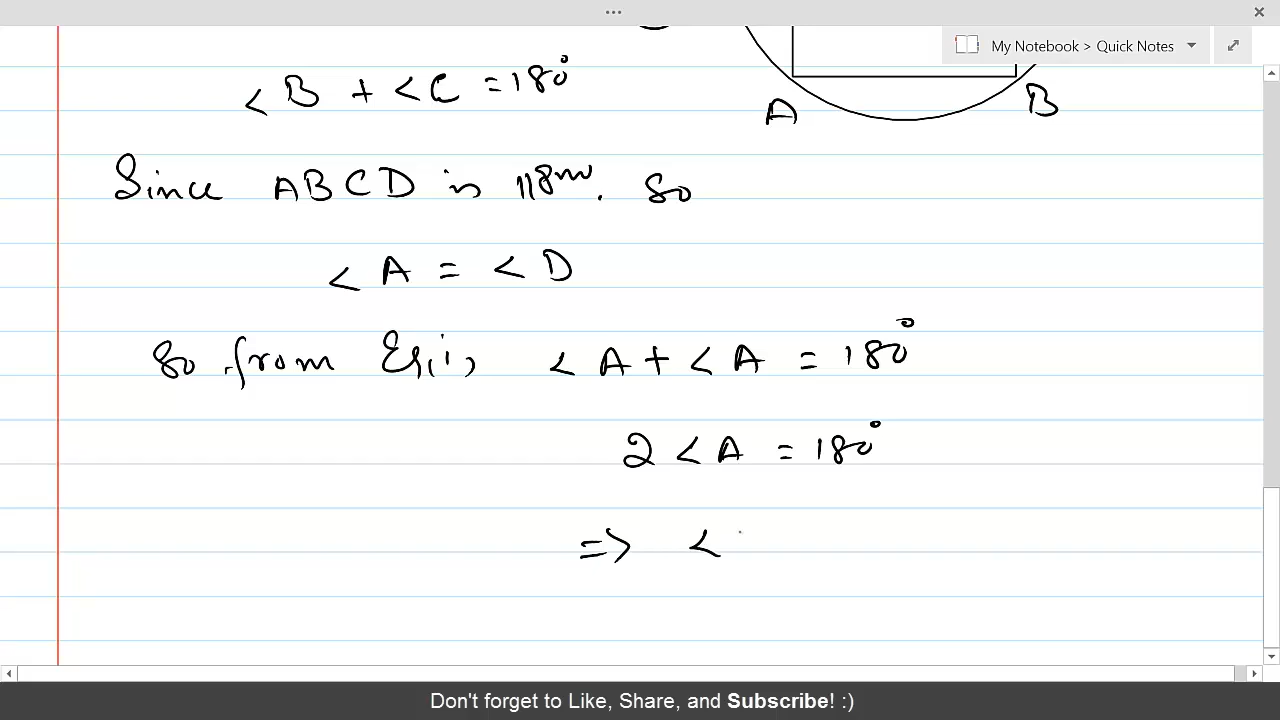 ...
My Notebook > Quick Notes
<B + <C = 180°
A
B
Since ABCD is ||gm. So
<A = <D
So from Eq i, <A + <A = 180°
2 <A = 180°
=> <
Don't forget to Like, Share, and Subscribe! :)